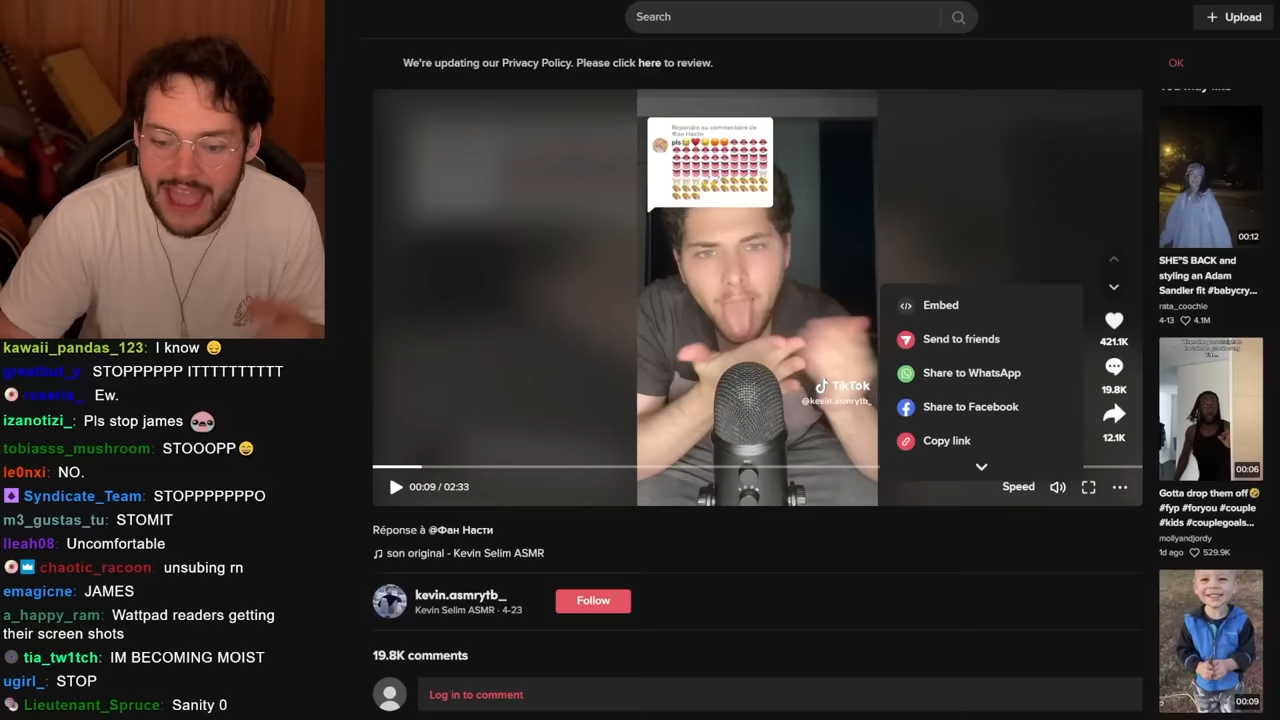 Search
Upload
We're updating our Privacy Policy. Please click here to review.
OK
Répondre au commentaire de
Фан Насти
pls
TikTok
@kevin.asmrytb_
Embed
Send to friends
Share to WhatsApp
Share to Facebook
Copy link
421.1K
19.8K
12.1K
00:09 / 02:33
Speed
Réponse à @Фан Насти
son original - Kevin Selim ASMR
kevin.asmrytb_
Kevin Selim ASMR · 4-23
Follow
19.8K comments
Log in to comment
kawaii_pandas_123: I know 😔
greatbut_y: STOPPPPPP ITTTTTTTTTT
Ew.
izanotizi_: Pls stop james
tobiasss_mushroom: STOOOPP😄
le0nxi: NO.
Syndicate_Team: STOPPPPPPPO
m3_gustas_tu: STOMIT
lleah08: Uncomfortable
chaotic_racoon: unsubing rn
emagicne: JAMES
a_happy_ram: Wattpad readers getting
their screen shots
tia_tw1tch: IM BECOMING MOIST
ugirl_: STOP
Lieutenant_Spruce: Sanity 0
00:12
SHE"S BACK and
styling an Adam
Sandler fit #babycry...
rata_coochie
4-13 4.1M
00:06
Gotta drop them off🤣
#fyp #foryou #couple
#kids #couplegoals...
mollyandjordy
1d ago 529.9K
00:09